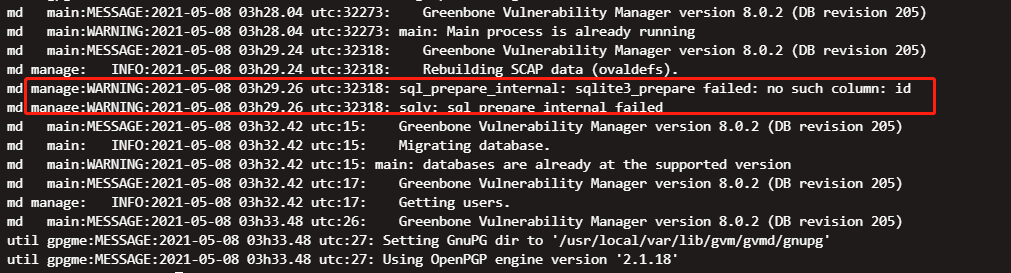 md   main:MESSAGE:2021-05-08 03h28.04 utc:32273:    Greenbone Vulnerability Manager version 8.0.2 (DB revision 205)
md   main:WARNING:2021-05-08 03h28.04 utc:32273: main: Main process is already running
md   main:MESSAGE:2021-05-08 03h29.24 utc:32318:    Greenbone Vulnerability Manager version 8.0.2 (DB revision 205)
md manage:   INFO:2021-05-08 03h29.24 utc:32318:    Rebuilding SCAP data (ovaldefs).
md manage:WARNING:2021-05-08 03h29.26 utc:32318: sql_prepare_internal: sqlite3_prepare failed: no such column: id
md manage:WARNING:2021-05-08 03h29.26 utc:32318: sqlv: sql_prepare_internal failed
md   main:MESSAGE:2021-05-08 03h32.42 utc:15:    Greenbone Vulnerability Manager version 8.0.2 (DB revision 205)
md   main:   INFO:2021-05-08 03h32.42 utc:15:    Migrating database.
md   main:WARNING:2021-05-08 03h32.42 utc:15: main: databases are already at the supported version
md   main:MESSAGE:2021-05-08 03h32.42 utc:17:    Greenbone Vulnerability Manager version 8.0.2 (DB revision 205)
md manage:   INFO:2021-05-08 03h32.42 utc:17:    Getting users.
md   main:MESSAGE:2021-05-08 03h33.48 utc:26:    Greenbone Vulnerability Manager version 8.0.2 (DB revision 205)
util gpgme:MESSAGE:2021-05-08 03h33.48 utc:27: Setting GnuPG dir to '/usr/local/var/lib/gvm/gvmd/gnupg'
util gpgme:MESSAGE:2021-05-08 03h33.48 utc:27: Using OpenPGP engine version '2.1.18'